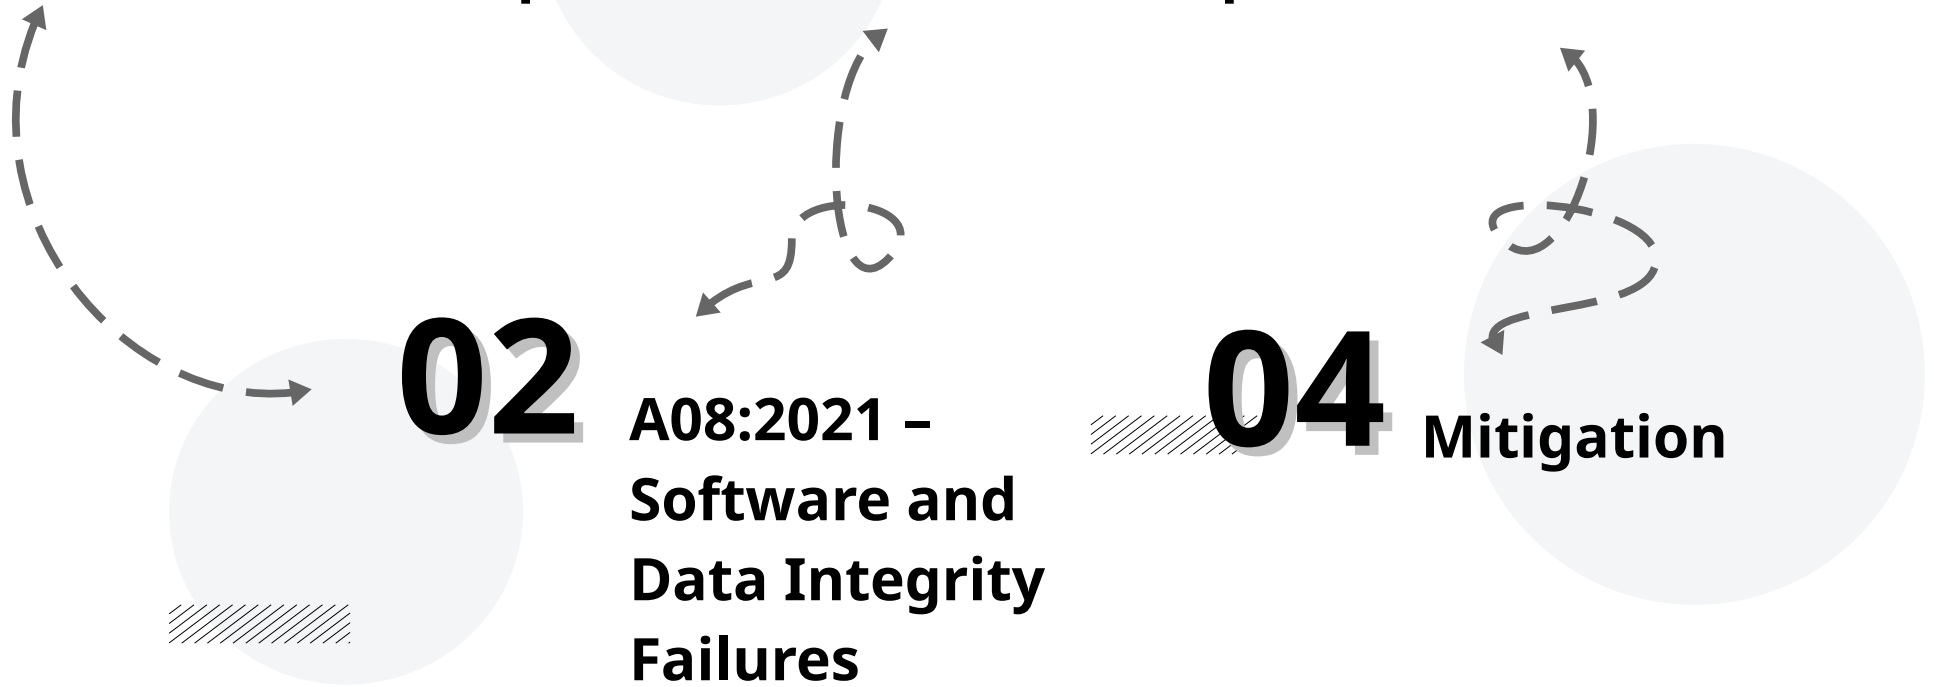 02
A08:2021 –
Software and
Data Integrity
Failures
04
Mitigation